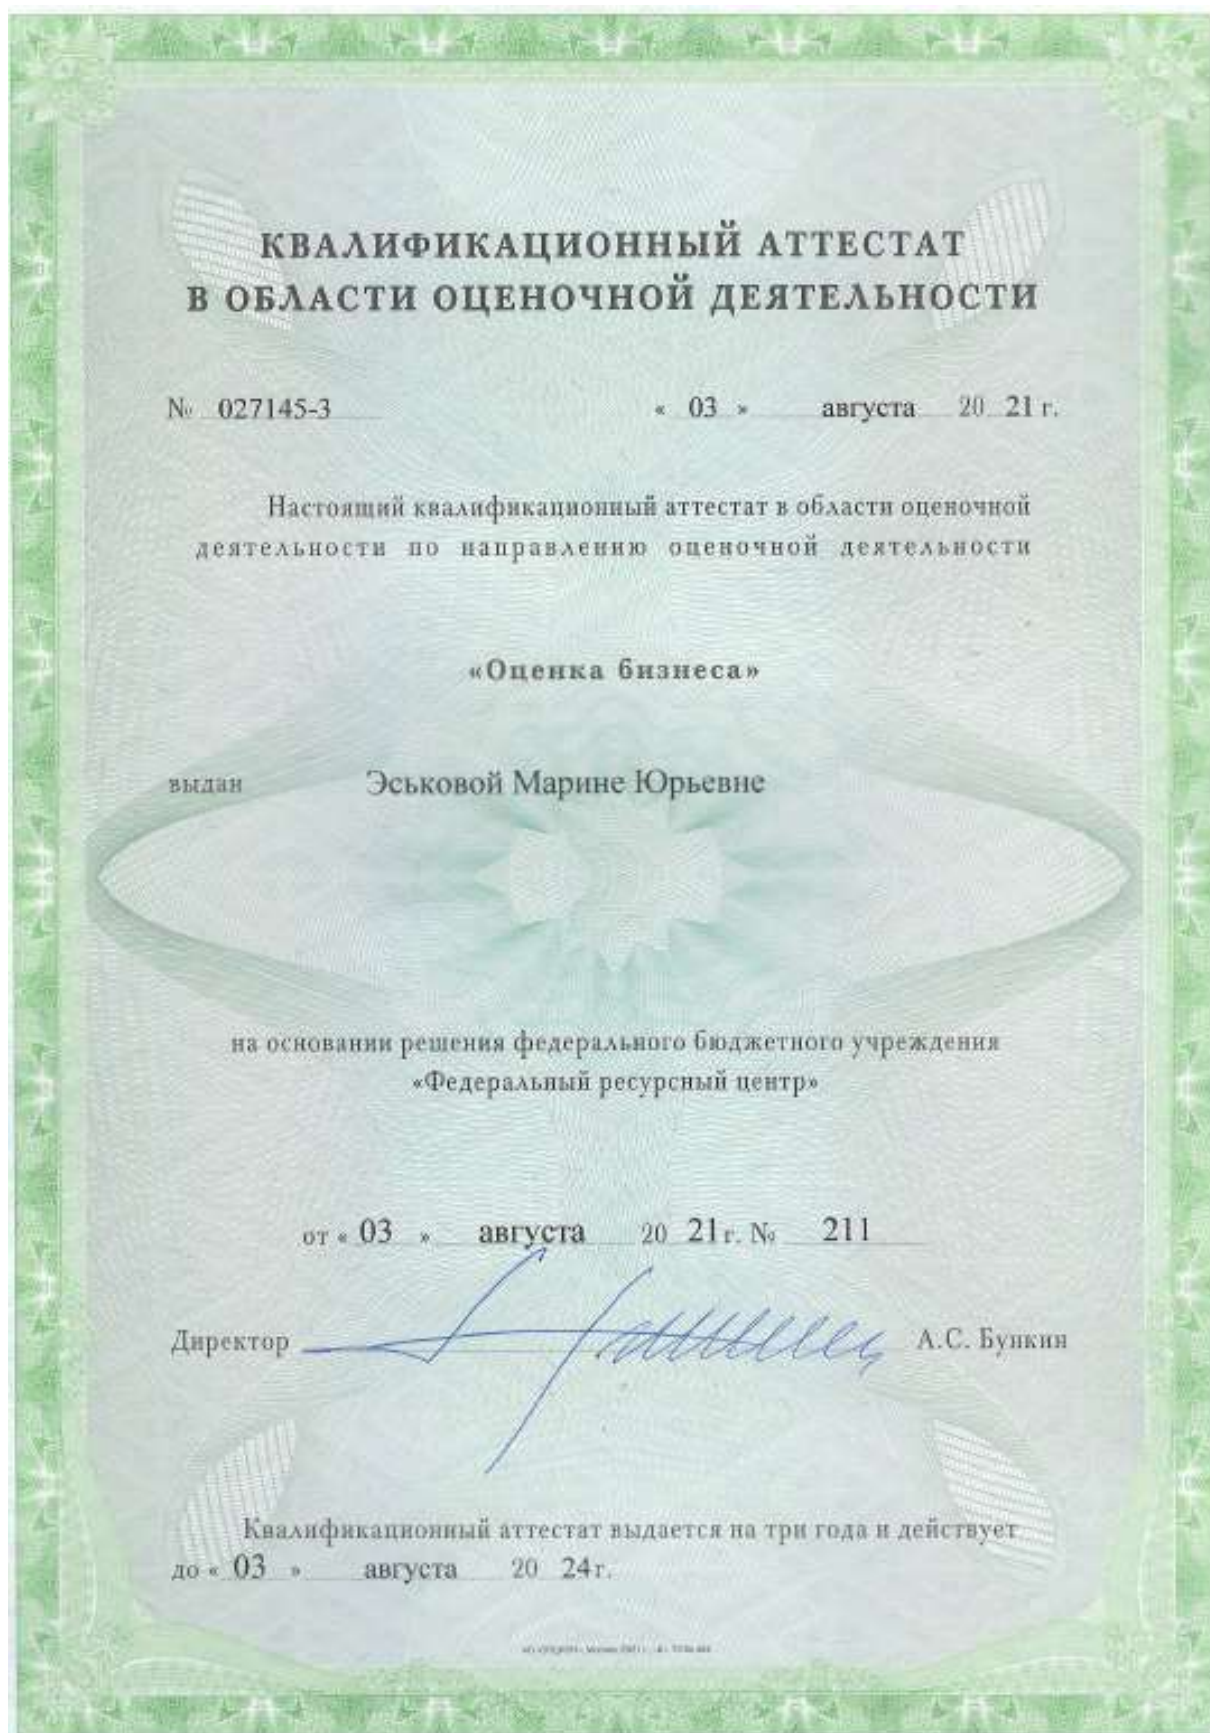 КВАЛИФИКАЦИОННЫЙ АТТЕСТАТ
В ОБЛАСТИ ОЦЕНОЧНОЙ ДЕЯТЕЛЬНОСТИ
№ 027145-3 « 03 » августа 20 21 г.
Настоящий квалификационный аттестат в области оценочной
деятельности по направлению оценочной деятельности
«Оценка бизнеса»
выдан Эськовой Марине Юрьевне
на основании решения федерального бюджетного учреждения
«Федеральный ресурсный центр»
от « 03 » августа 20 21 г. № 211
Директор А.С. Бункин
Квалификационный аттестат выдается на три года и действует
до « 03 » августа 20 24 г.